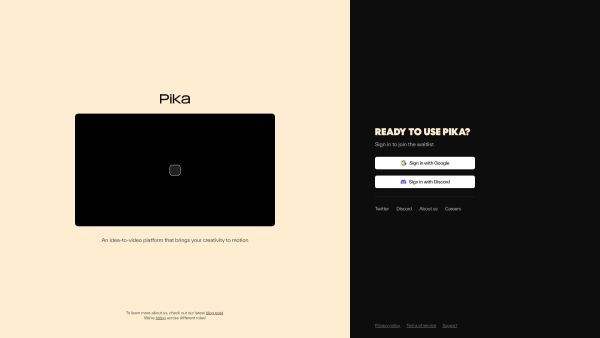 Pika
An idea-to-video platform that brings your creativity to motion
To learn more about us, check out our latest blog post
We're hiring across different roles!
READY TO USE PIKA?
Sign in to join the waitlist
Sign in with Google
Sign in with Discord
Twitter Discord About us Careers
Privacy policy Terms of service Support